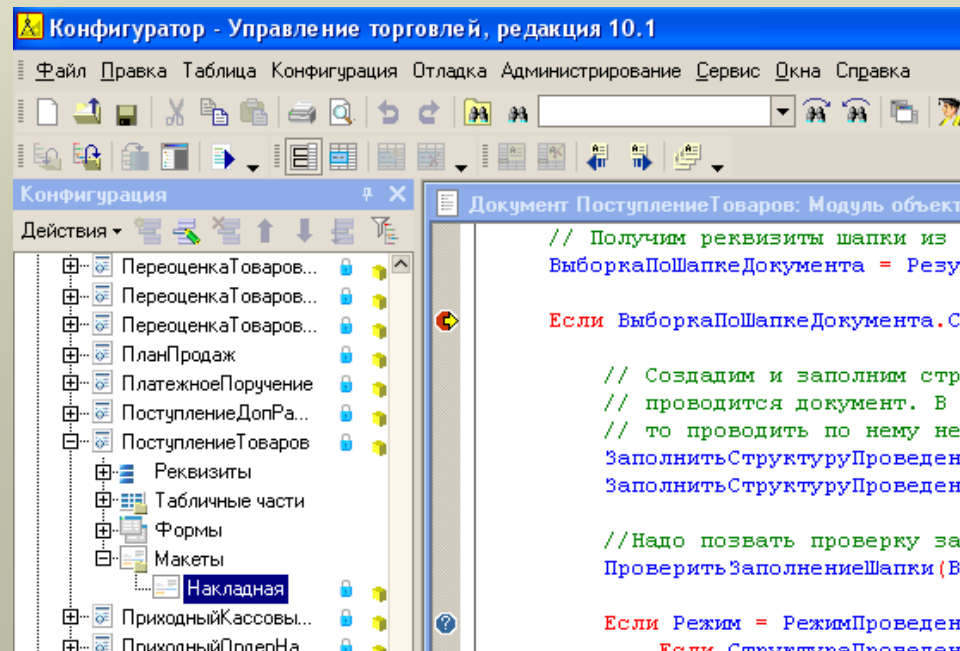 Конфигуратор - Управление торговлей, редакция 10.1
Файл Правка Таблица Конфигурация Отладка Администрирование Сервис Окна Справка
Конфигурация
Действия
ПереоценкаТоваров...
ПереоценкаТоваров...
ПереоценкаТоваров...
ПланПродаж
ПлатежноеПоручение
ПоступлениеДопРа...
ПоступлениеТоваров
Реквизиты
Табличные части
Формы
Макеты
Накладная
ПриходныйКассовы...
ПриходныйОрдерНа...
Документ ПоступлениеТоваров: Модуль объект
// Получим реквизиты шапки из
ВыборкаПоШапкеДокумента = Резу
Если ВыборкаПоШапкеДокумента.С
// Создадим и заполним стр
// проводится документ. В
// то проводить по нему не
ЗаполнитьСтруктуруПроведен
ЗаполнитьСтруктуруПроведен
//Надо позвать проверку за
ПроверитьЗаполнениеШапки(В
Если Режим = РежимПроведен
Если СтруктураПроведен